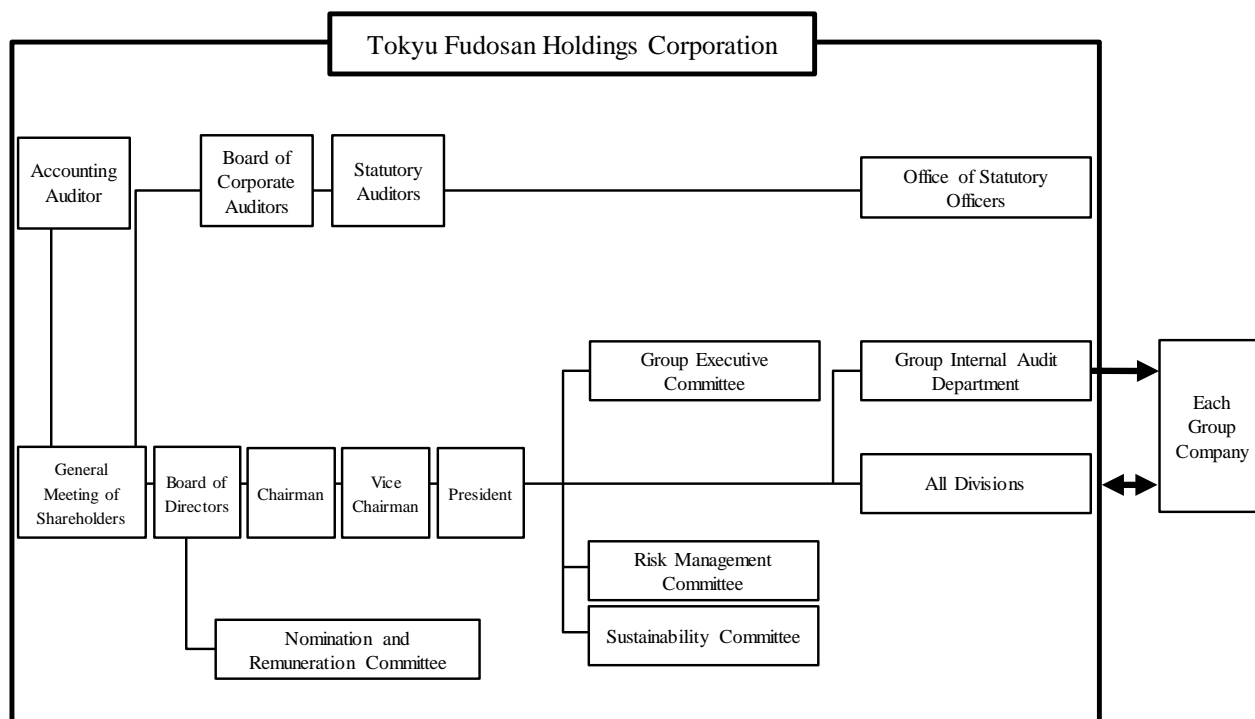 Tokyu Fudosan Holdings Corporation
Accounting
Auditor
Board of
Corporate
Auditors
Statutory
Auditors
Office of Statutory
Officers
Group Executive
Committee
Group Internal Audit
Department
Each
Group
Company
General
Meeting of
Shareholders
Board of
Directors
Chairman
Vice
Chairman
President
All Divisions
Risk Management
Committee
Sustainability Committee
Nomination and
Remuneration Committee